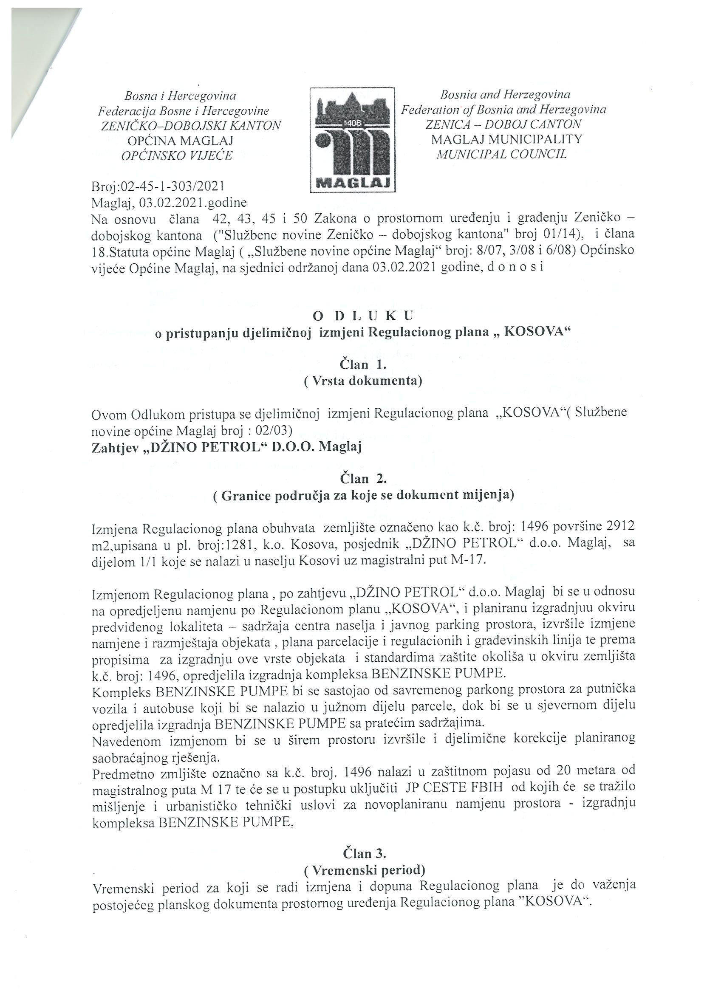 Bosna i Hercegovina
Federacija Bosne i Hercegovine
ZENIČKO–DOBOJSKI KANTON
OPĆINA MAGLAJ
OPĆINSKO VIJEĆE
1408
MAGLAJ
Bosnia and Herzegovina
Federation of Bosnia and Herzegovina
ZENICA – DOBOJ CANTON
MAGLAJ MUNICIPALITY
MUNICIPAL COUNCIL
Broj:02-45-1-303/2021
Maglaj, 03.02.2021.godine
Na osnovu člana 42, 43, 45 i 50 Zakona o prostornom uređenju i građenju Zeničko –
dobojskog kantona ("Službene novine Zeničko – dobojskog kantona" broj 01/14), i člana
18.Statuta općine Maglaj ( „Službene novine općine Maglaj“ broj: 8/07, 3/08 i 6/08) Općinsko
vijeće Općine Maglaj, na sjednici održanoj dana 03.02.2021 godine, d o n o s i
O D L U K U
o pristupanju djelimičnoj izmjeni Regulacionog plana „ KOSOVA“
Član 1.
( Vrsta dokumenta)
Ovom Odlukom pristupa se djelimičnoj izmjeni Regulacionog plana „KOSOVA“( Službene
novine općine Maglaj broj : 02/03)
Zahtjev „DŽINO PETROL“ D.O.O. Maglaj
Član 2.
( Granice područja za koje se dokument mijenja)
Izmjena Regulacionog plana obuhvata zemljište označeno kao k.č. broj: 1496 površine 2912
m2,upisana u pl. broj:1281, k.o. Kosova, posjednik „DŽINO PETROL“ d.o.o. Maglaj, sa
dijelom 1/1 koje se nalazi u naselju Kosovi uz magistralni put M-17.
Izmjenom Regulacionog plana , po zahtjevu „DŽINO PETROL“ d.o.o. Maglaj bi se u odnosu
na opredjeljenu namjenu po Regulacionom planu „KOSOVA“, i planiranu izgradnjuu okviru
predviđenog lokaliteta – sadržaja centra naselja i javnog parking prostora, izvršile izmjene
namjene i razmještaja objekata , plana parcelacije i regulacionih i građevinskih linija te prema
propisima za izgradnju ove vrste objekata i standardima zaštite okoliša u okviru zemljišta
k.č. broj: 1496, opredjelila izgradnja kompleksa BENZINSKE PUMPE.
Kompleks BENZINSKE PUMPE bi se sastojao od savremenog parkong prostora za putnička
vozila i autobuse koji bi se nalazio u južnom dijelu parcele, dok bi se u sjevernom dijelu
opredjelila izgradnja BENZINSKE PUMPE sa pratećim sadržajima.
Navedenom izmjenom bi se u širem prostoru izvršile i djelimične korekcije planiranog
saobraćajnog rješenja.
Predmetno zmljište označno sa k.č. broj. 1496 nalazi u zaštitnom pojasu od 20 metara od
magistralnog puta M 17 te će se u postupku uključiti JP CESTE FBIH od kojih će se tražilo
mišljenje i urbanističko tehnički uslovi za novoplaniranu namjenu prostora - izgradnju
kompleksa BENZINSKE PUMPE,
Član 3.
( Vremenski period)
Vremenski period za koji se radi izmjena i dopuna Regulacionog plana je do važenja
postojećeg planskog dokumenta prostornog uređenja Regulacionog plana ”KOSOVA“.